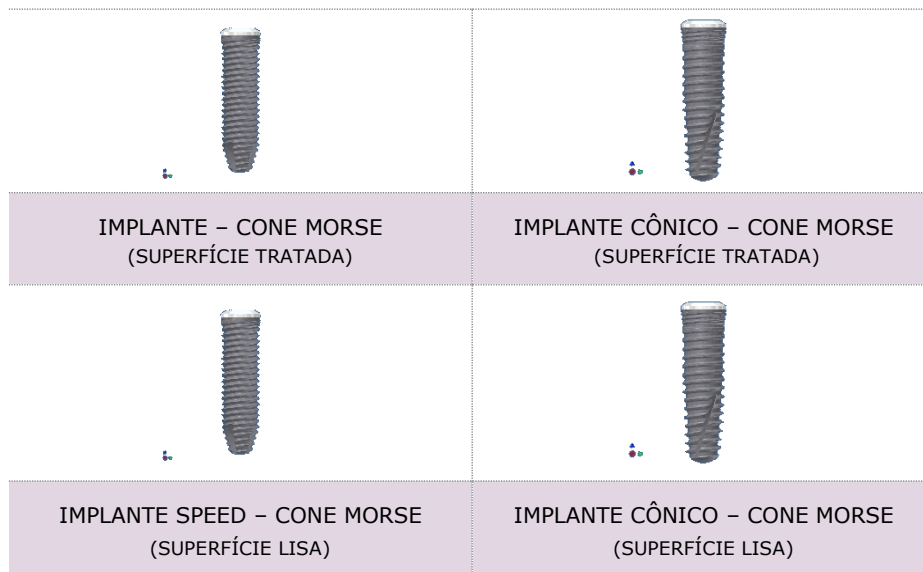 IMPLANTE – CONE MORSE
(SUPERFÍCIE TRATADA)
IMPLANTE CÔNICO – CONE MORSE
(SUPERFÍCIE TRATADA)
IMPLANTE SPEED – CONE MORSE
(SUPERFÍCIE LISA)
IMPLANTE CÔNICO – CONE MORSE
(SUPERFÍCIE LISA)